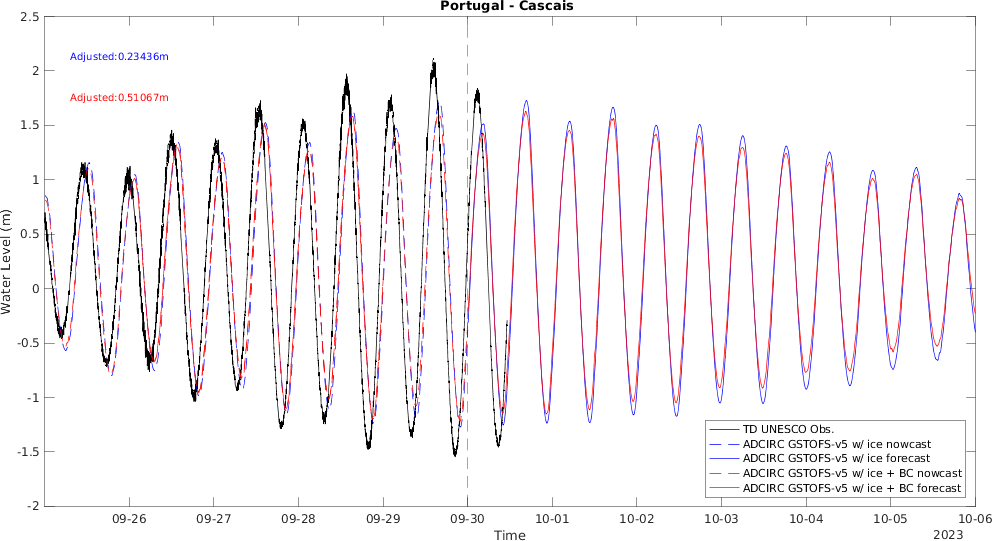 Portugal - Cascais
2.5
2
1.5
1
0.5
0
-0.5
-1
-1.5
-2
Water Level (m)
Adjusted:0.23436m
Adjusted:0.51067m
TD UNESCO Obs.
ADCIRC GSTOFS-v5 w/ ice nowcast
ADCIRC GSTOFS-v5 w/ ice forecast
ADCIRC GSTOFS-v5 w/ ice + BC nowcast
ADCIRC GSTOFS-v5 w/ ice + BC forecast
09-26 09-27 09-28 09-29 09-30 10-01 10-02 10-03 10-04 10-05 10-06
Time
2023